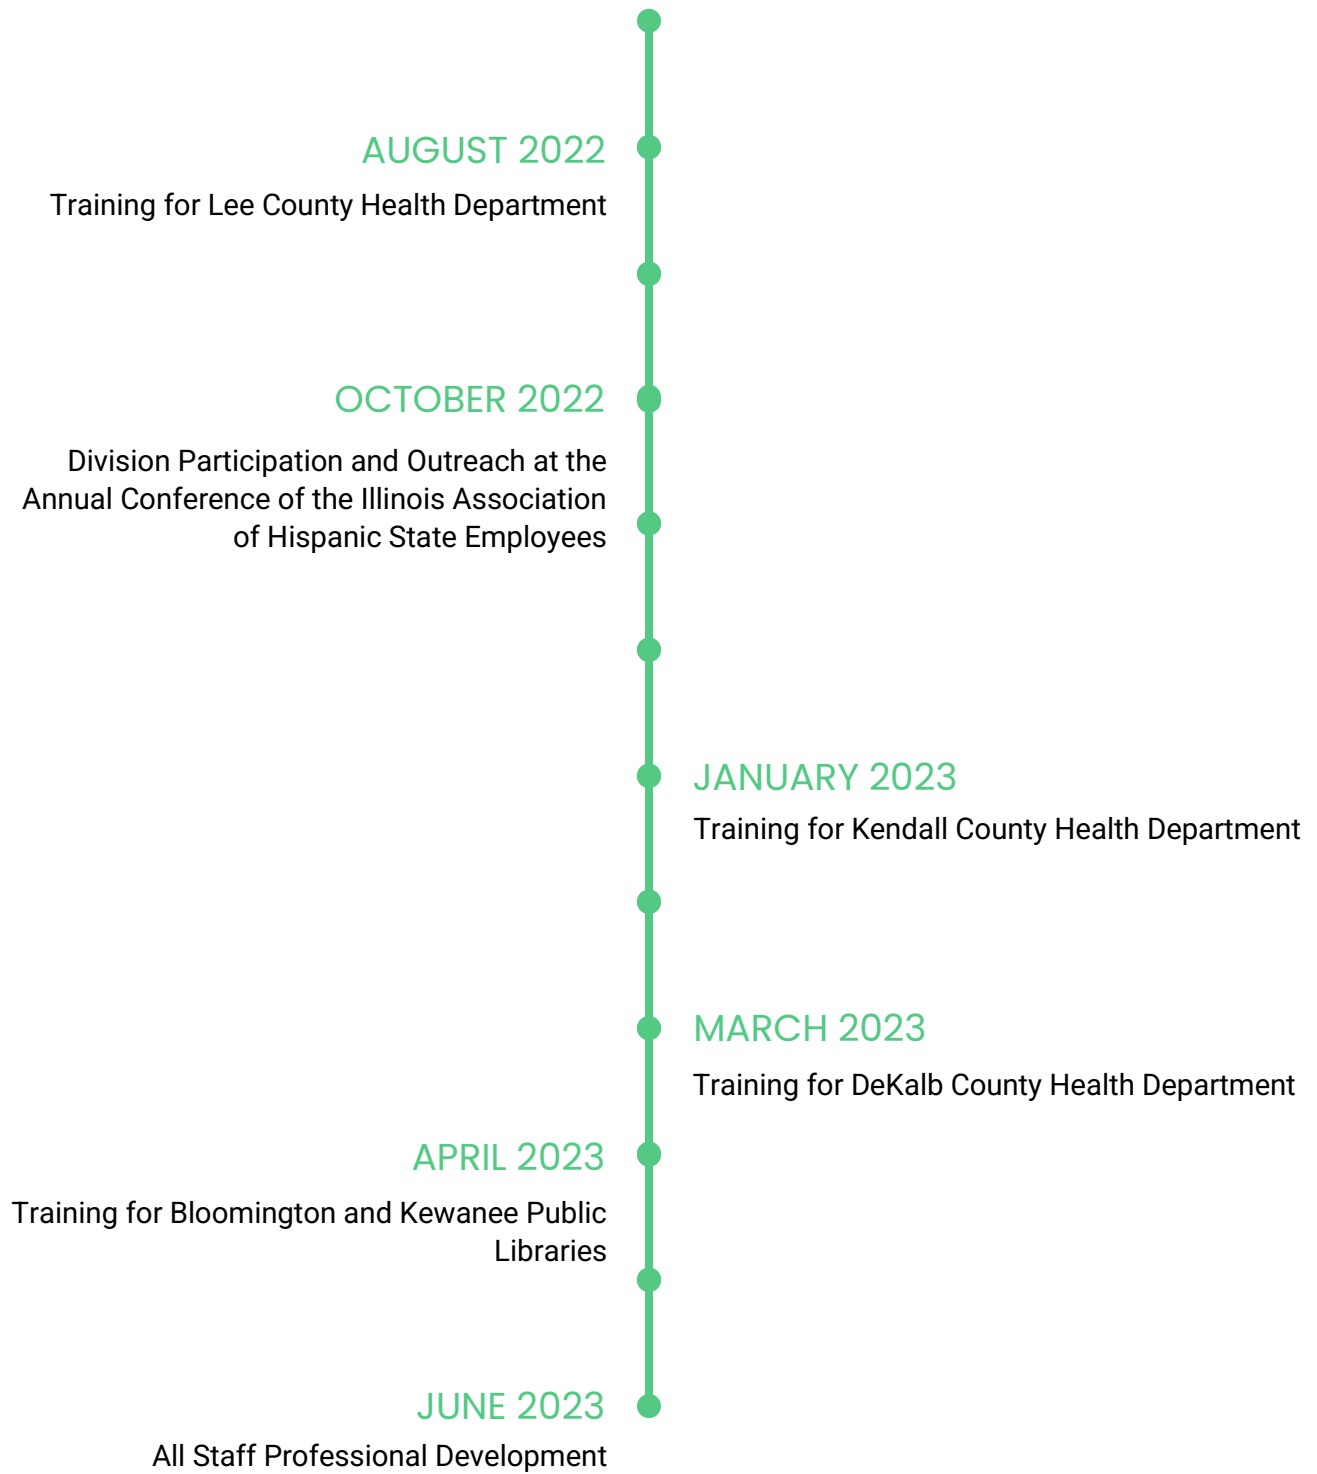 AUGUST 2022
Training for Lee County Health Department
OCTOBER 2022
Division Participation and Outreach at the
Annual Conference of the Illinois Association
of Hispanic State Employees
JANUARY 2023
Training for Kendall County Health Department
MARCH 2023
Training for DeKalb County Health Department
APRIL 2023
Training for Bloomington and Kewanee Public
Libraries
JUNE 2023
All Staff Professional Development